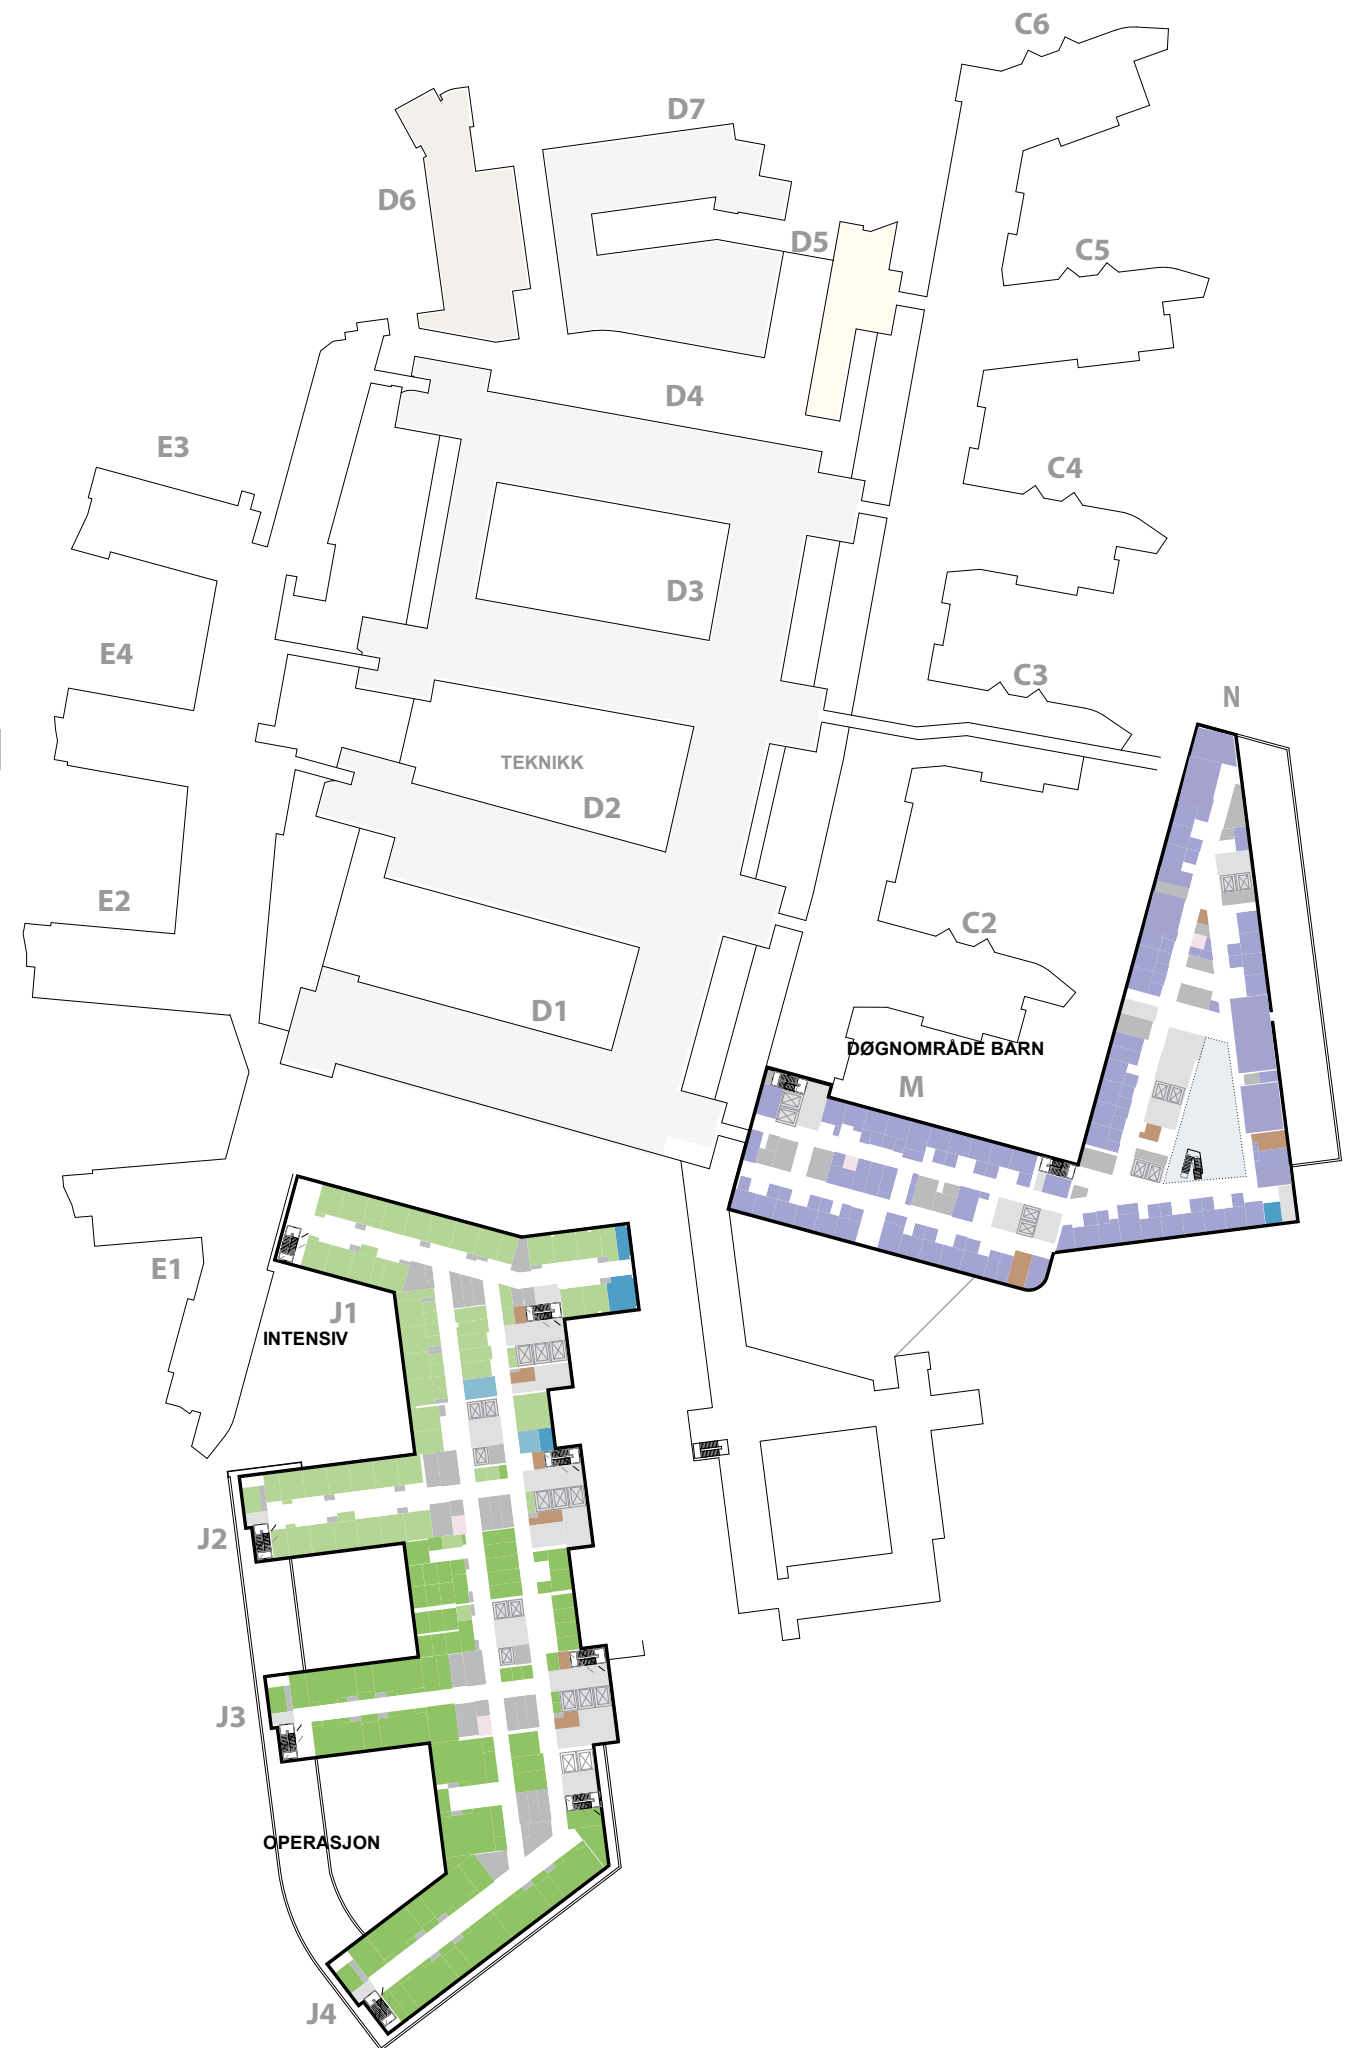 C6
D7
D6
D5
C5
D4
E3
C4
D3
E4
C3
N
TEKNIKK
D2
E2
C2
D1
DØGNOMRÅDE BARN
M
E1
J1
INTENSIV
J2
J3
OPERASJON
J4